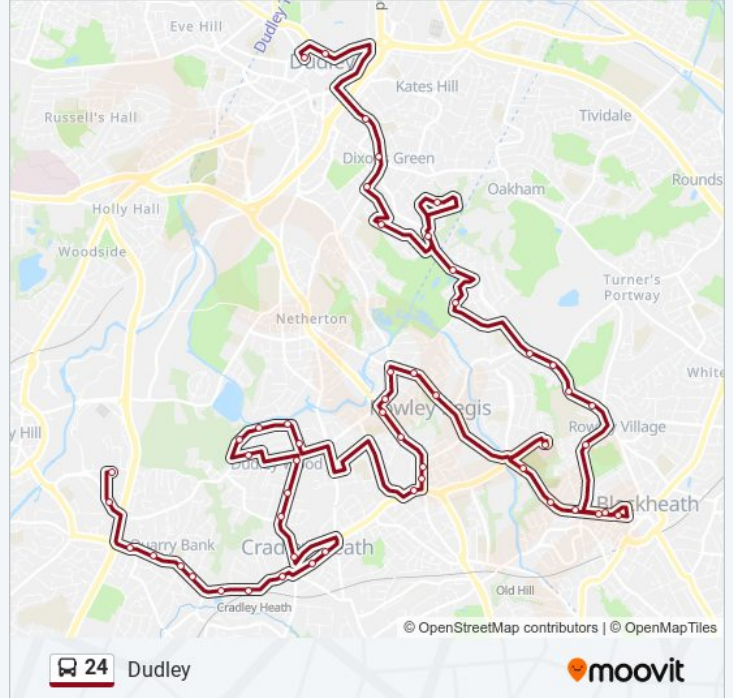 Eve Hill
Dudley T
p
Dudley
Kates Hill
Russell's Hall
Tividale
Dixons Green
Oakham
Rounds
Holly Hall
Woodside
Turner's
Portway
Netherton
White
Rowley Regis
y Hill
Rowley Village
Dudley Wood
Blackheath
Quarry Bank
Cradley Heath
Old Hill
Cradley Heath
© OpenStreetMap contributors | © OpenMapTiles
24 Dudley
moovit